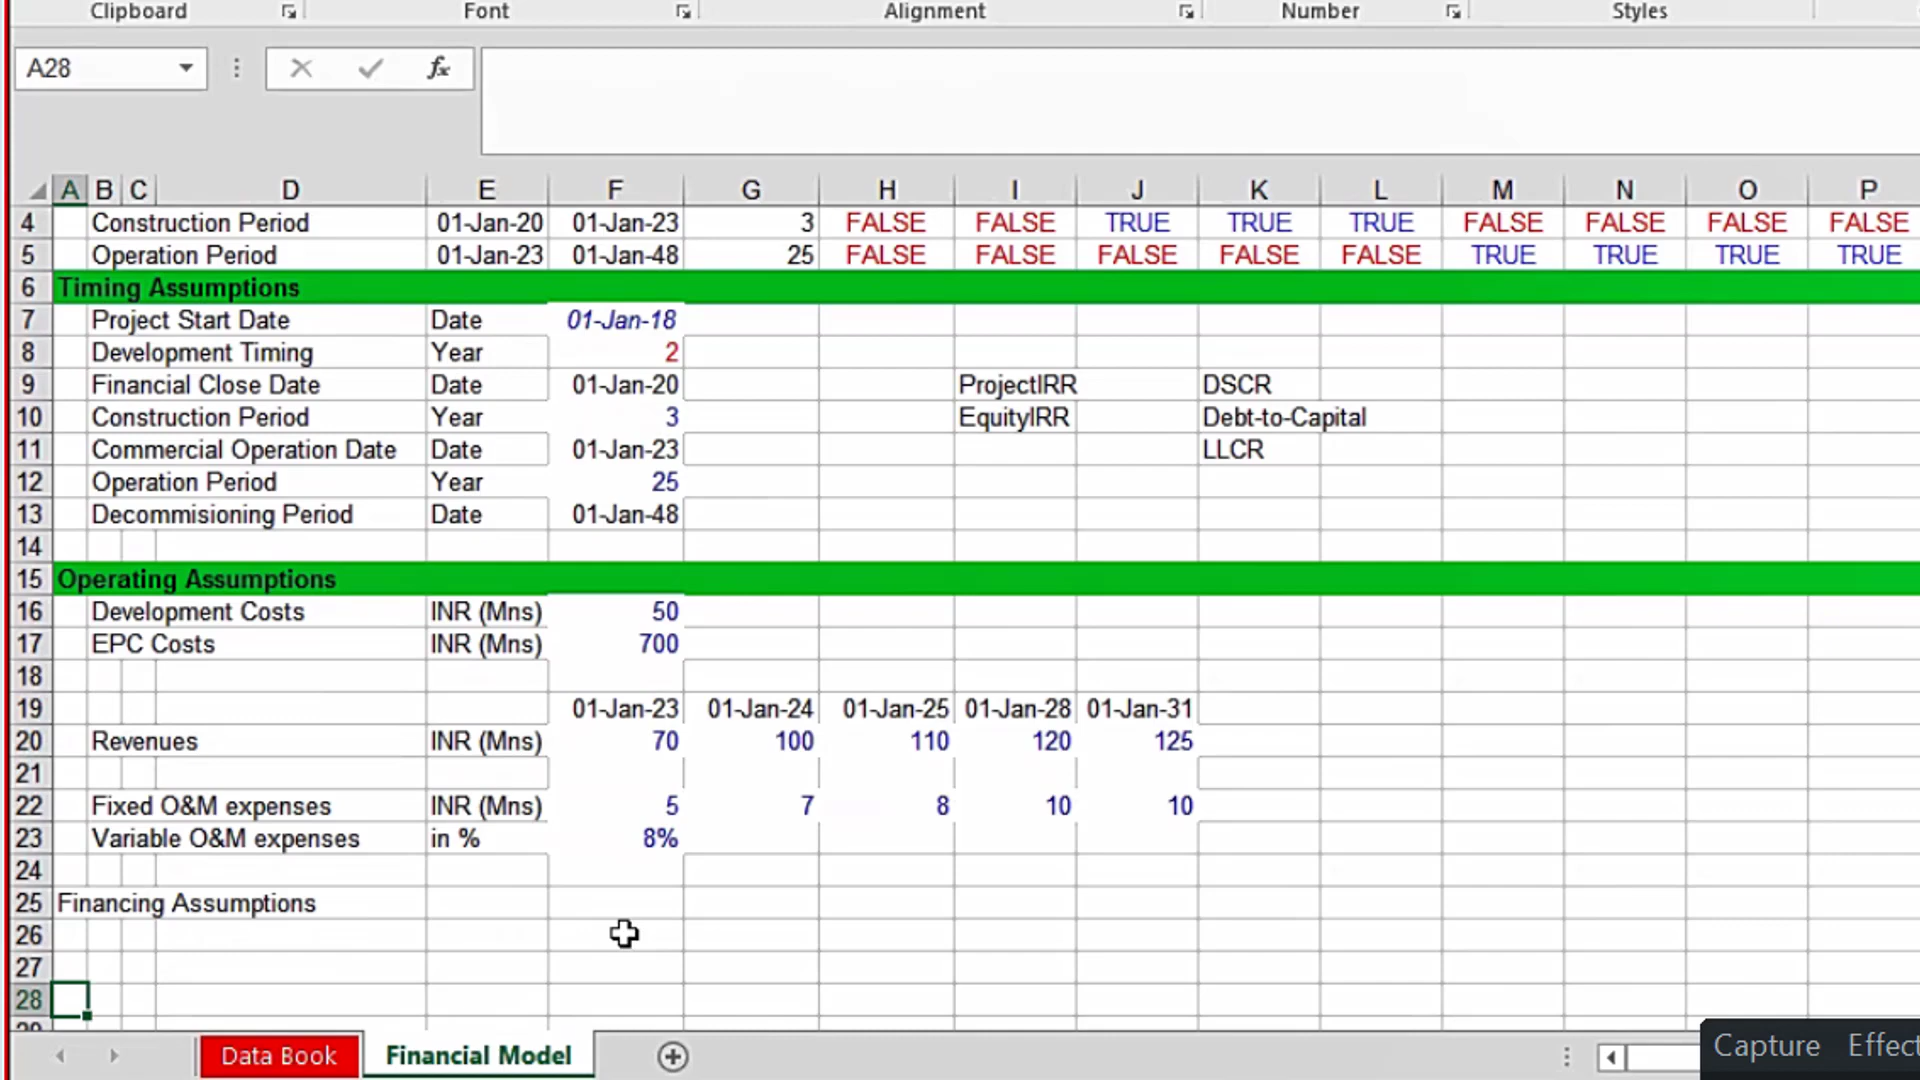 Clipboard Font Alignment Number Styles
A28 fx
A B C D E F G H I J K L M N O P
4 Construction Period 01-Jan-20 01-Jan-23 3 FALSE FALSE TRUE TRUE TRUE FALSE FALSE FALSE FALSE
5 Operation Period 01-Jan-23 01-Jan-48 25 FALSE FALSE FALSE FALSE FALSE TRUE TRUE TRUE TRUE
6 Timing Assumptions
7 Project Start Date Date 01-Jan-18
8 Development Timing Year 2
9 Financial Close Date Date 01-Jan-20 ProjectIRR DSCR
10 Construction Period Year 3 EquityIRR Debt-to-Capital
11 Commercial Operation Date Date 01-Jan-23 LLCR
12 Operation Period Year 25
13 Decommisioning Period Date 01-Jan-48
14
15 Operating Assumptions
16 Development Costs INR (Mns) 50
17 EPC Costs INR (Mns) 700
18
19 01-Jan-23 01-Jan-24 01-Jan-25 01-Jan-28 01-Jan-31
20 Revenues INR (Mns) 70 100 110 120 125
21
22 Fixed O&M expenses INR (Mns) 5 7 8 10 10
23 Variable O&M expenses in % 8%
24
25 Financing Assumptions
26
27
28
Data Book Financial Model Capture Effect